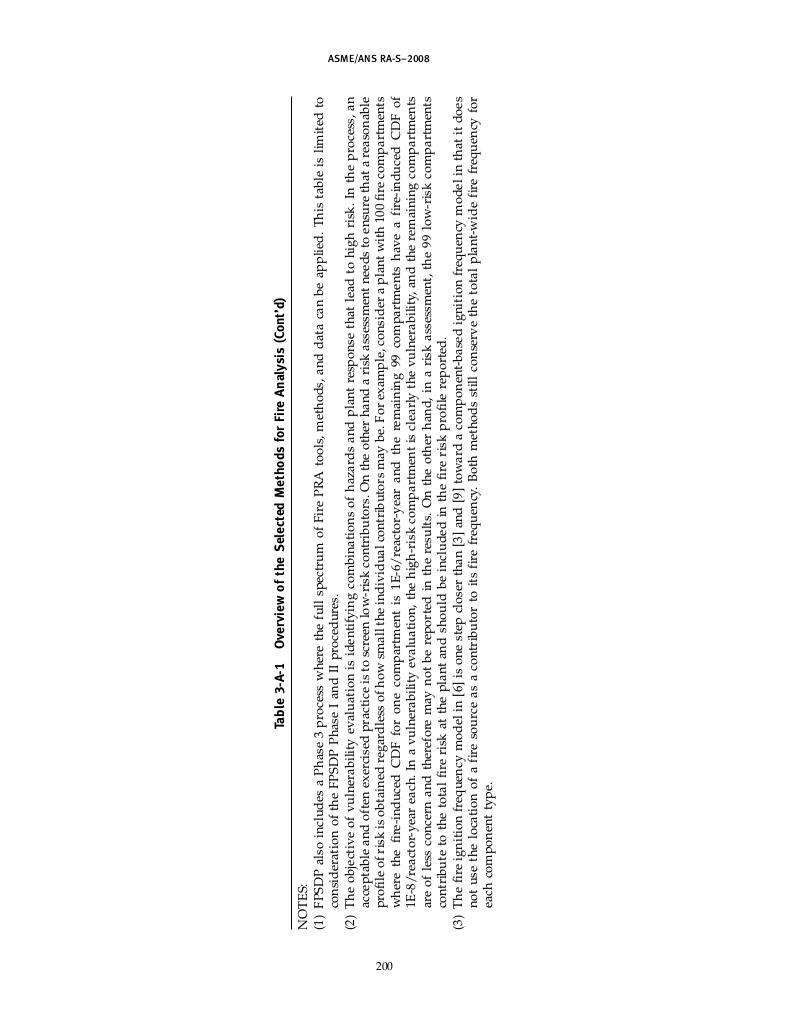 ASME/ANS RA-S–2008
Table 3-A-1 Overview of the Selected Methods for Fire Analysis (Cont'd)
NOTES:
(1) FPSDP also includes a Phase 3 process where the full spectrum of Fire PRA tools, methods, and data can be applied. This table is limited to
consideration of the FPSDP Phase I and II procedures.
(2) The objective of vulnerability evaluation is identifying combinations of hazards and plant response that lead to high risk. In the process, an
acceptable and often exercised practice is to screen low-risk contributors. On the other hand a risk assessment needs to ensure that a reasonable
profile of risk is obtained regardless of how small the individual contributors may be. For example, consider a plant with 100 fire compartments
where the fire-induced CDF for one compartment is 1E-6/reactor-year and the remaining 99 compartments have a fire-induced CDF of
1E-8/reactor-year each. In a vulnerability evaluation, the high-risk compartment is clearly the vulnerability, and the remaining compartments
are of less concern and therefore may not be reported in the results. On the other hand, in a risk assessment, the 99 low-risk compartments
contribute to the total fire risk at the plant and should be included in the fire risk profile reported.
(3) The fire ignition frequency model in [6] is one step closer than [3] and [9] toward a component-based ignition frequency model in that it does
not use the location of a fire source as a contributor to its fire frequency. Both methods still conserve the total plant-wide fire frequency for
each component type.
200